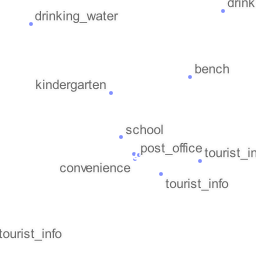 drink
drinking_water
bench
kindergarten
school
post_office
tourist_in
convenience
tourist_info
tourist_info